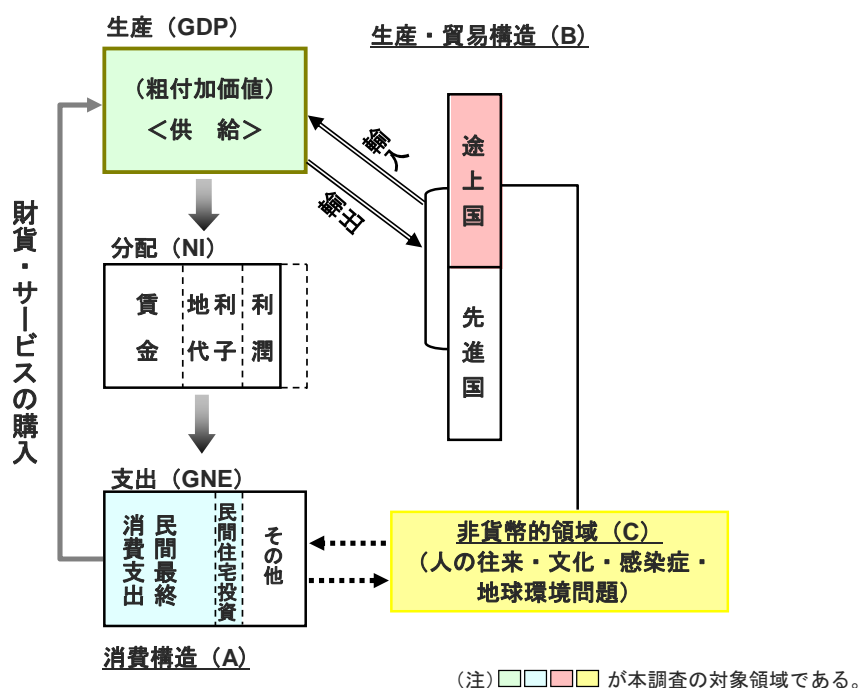 生産（GDP）
（粗付加価値）
＜供　給＞
生産・貿易構造（B）
輸入
輸出
途上国
先進国
財貨・サービスの購入
分配（NI）
賃金
地代
利子
利潤
支出（GNE）
民間最終
消費支出
民間住宅投資
その他
消費構造（A）
非貨幣的領域（C）
（人の往来・文化・感染症・
地球環境問題）
（注）が本調査の対象領域である。